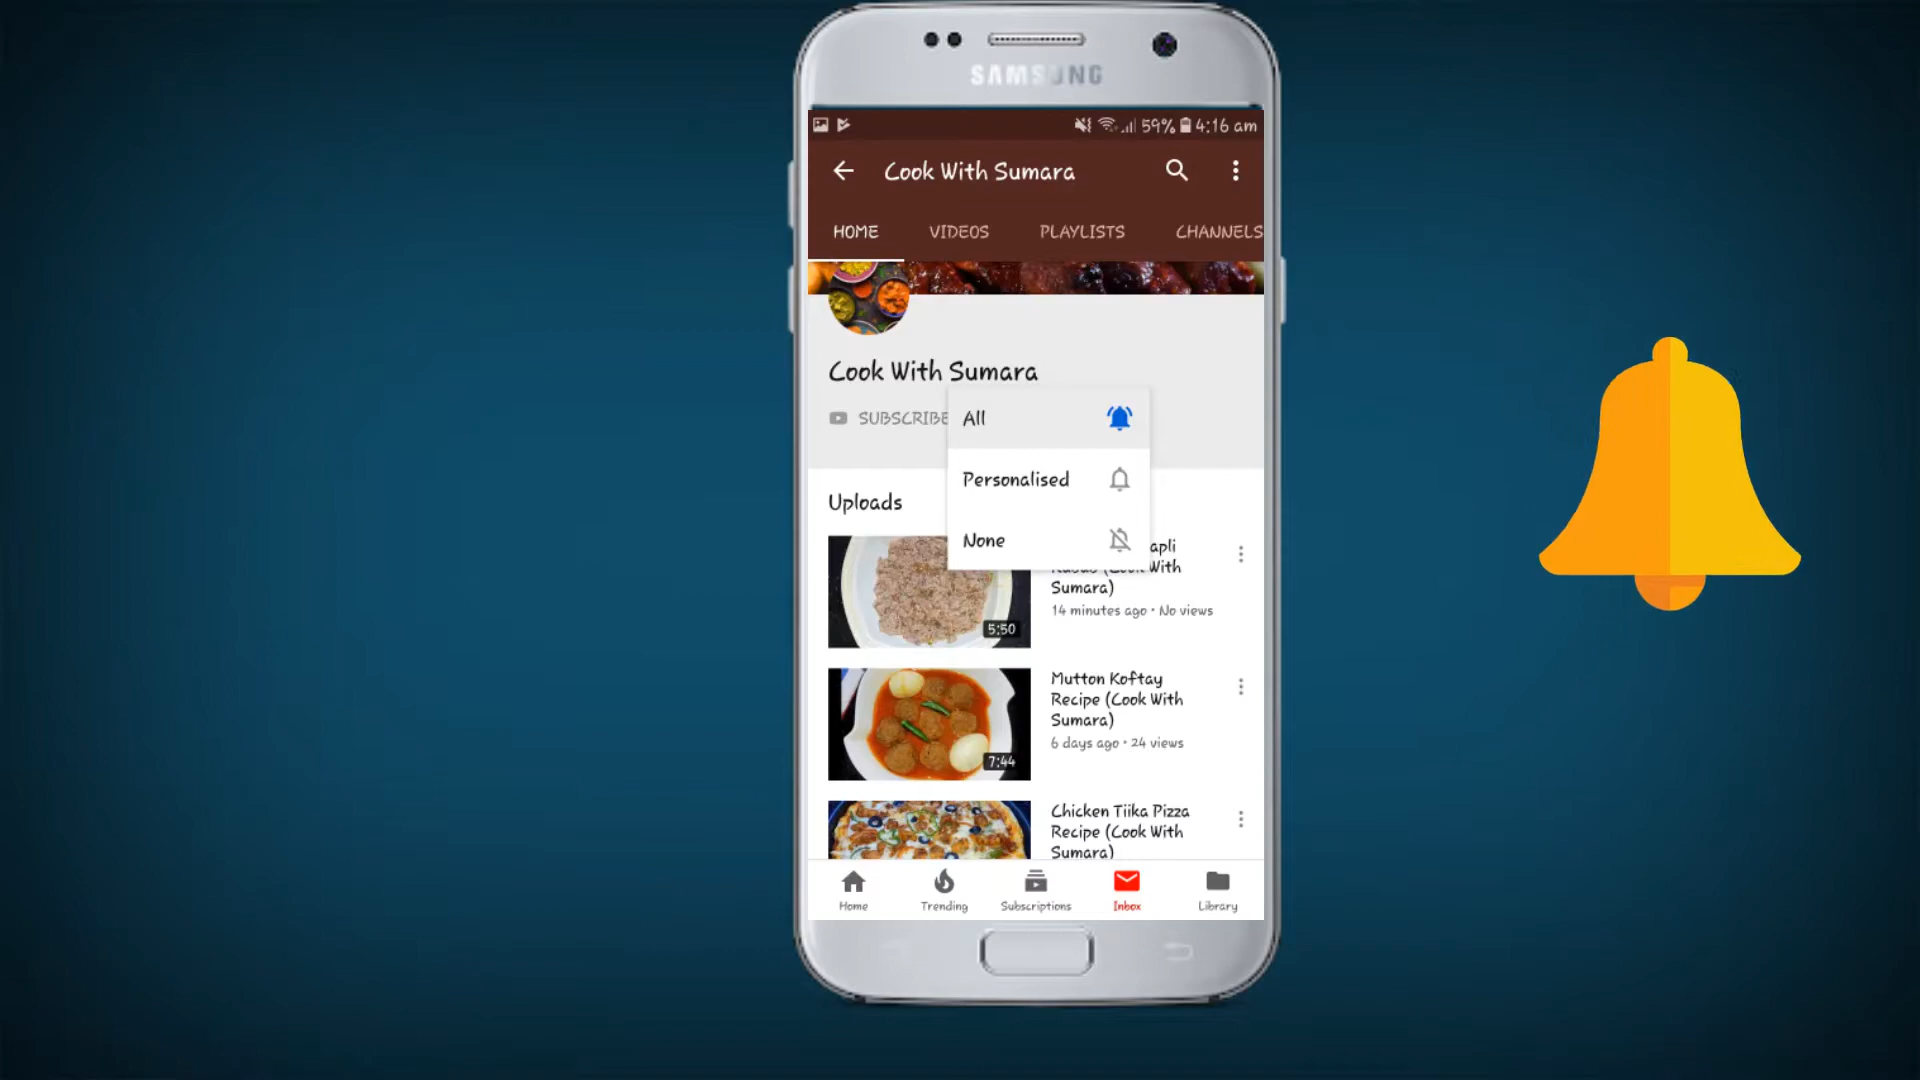 SAMSUNG
59% 4:16 am
Cook With Sumara
HOME VIDEOS PLAYLISTS CHANNELS
Cook With Sumara
SUBSCRIBE
All
Personalised
None
Uploads
With
Sumara)
14 minutes ago • No views
5:50
Mutton Koftay
Recipe (Cook With
Sumara)
6 days ago • 24 views
7:44
Chicken Tiika Pizza
Recipe (Cook With
Sumara)
Home Trending Subscriptions Inbox Library